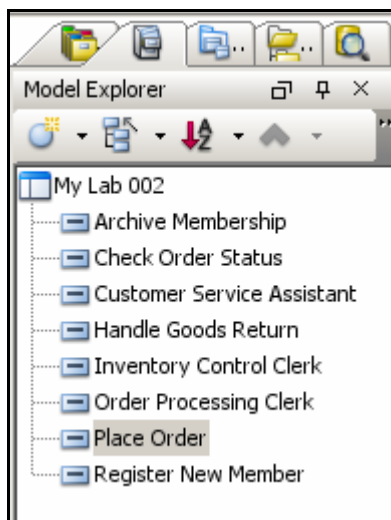 Model Explorer
My Lab 002
Archive Membership
Check Order Status
Customer Service Assistant
Handle Goods Return
Inventory Control Clerk
Order Processing Clerk
Place Order
Register New Member